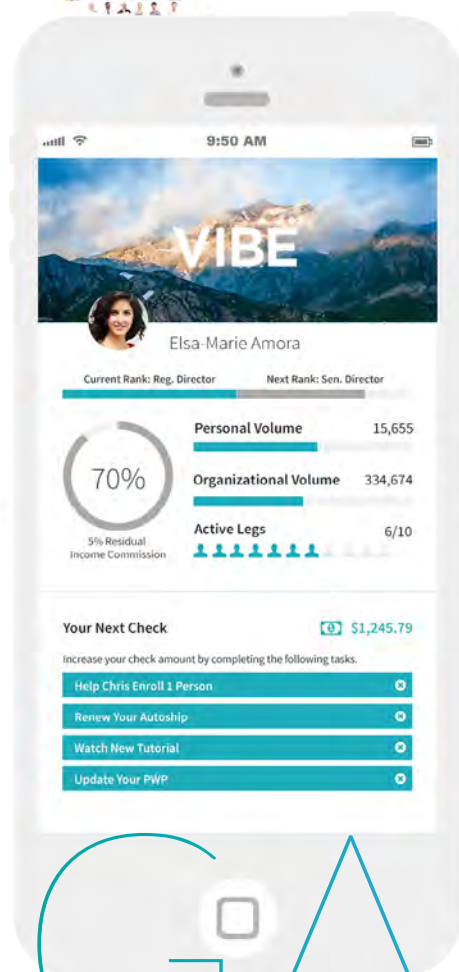 9:50 AM
VIBE
Elsa-Marie Amora
Current Rank: Reg. Director Next Rank: Sen. Director
Personal Volume 15,655
70%
Organizational Volume 334,674
5% Residual
Income Commission
Active Legs 6/10
Your Next Check $1,245.79
Increase your check amount by completing the following tasks.
Help Chris Enroll 1 Person
Renew Your Autoship
Watch New Tutorial
Update Your PWP
GA